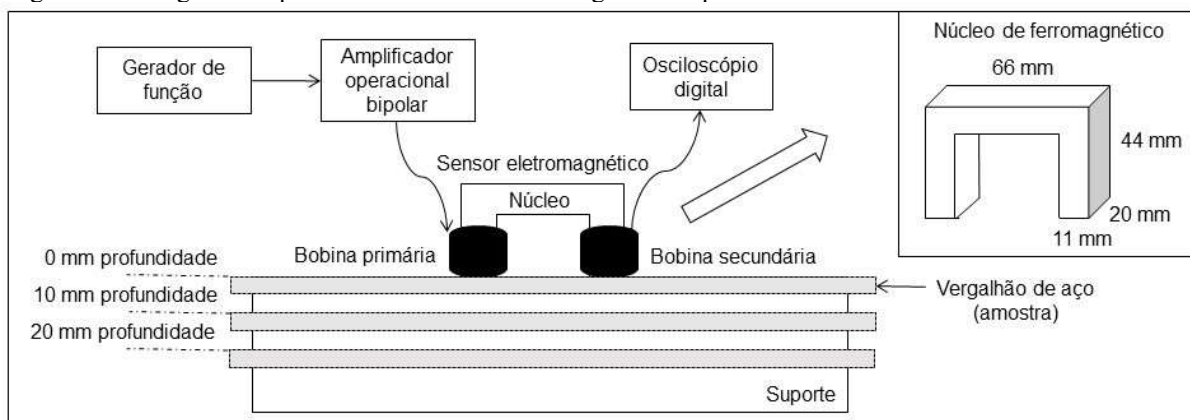 Gerador de
função
Amplificador
operacional
bipolar
Osciloscópio
digital
Núcleo de ferromagnético
66 mm
44 mm
20 mm
11 mm
Sensor eletromagnético
Núcleo
Bobina primária
Bobina secundária
0 mm profundidade
10 mm profundidade
20 mm profundidade
Vergalhão de aço
(amostra)
Suporte